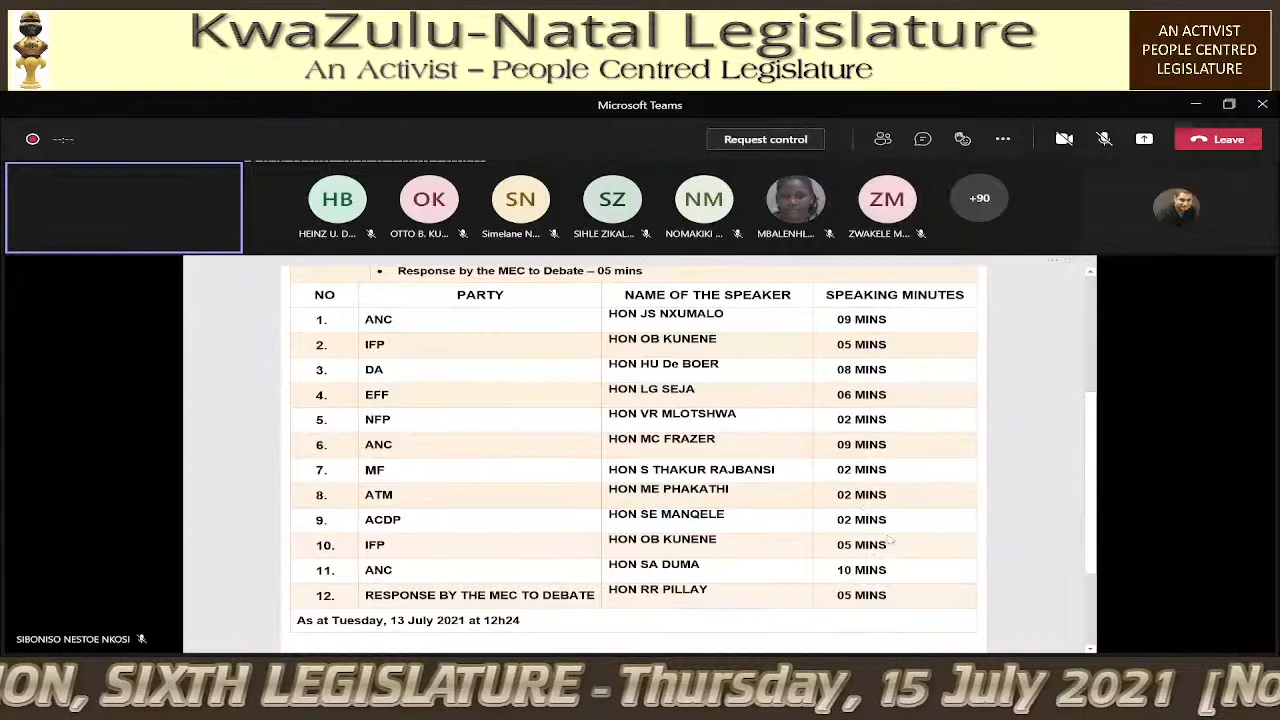 KwaZulu-Natal Legislature
An Activist – People Centred Legislature
AN ACTIVIST
PEOPLE CENTRED
LEGISLATURE
Microsoft Teams
--:--
Request control
Leave
HB
OK
SN
SZ
NM
ZM
+90
HEINZ U. D...
OTTO B. KU...
Simelane N...
SIHLE ZIKAL...
NOMAKIKI ...
MBALENHL...
ZWAKELE M...
• Response by the MEC to Debate – 05 mins
NO PARTY NAME OF THE SPEAKER SPEAKING MINUTES
1. ANC HON JS NXUMALO 09 MINS
2. IFP HON OB KUNENE 05 MINS
3. DA HON HU De BOER 08 MINS
4. EFF HON LG SEJA 06 MINS
5. NFP HON VR MLOTSHWA 02 MINS
6. ANC HON MC FRAZER 09 MINS
7. MF HON S THAKUR RAJBANSI 02 MINS
8. ATM HON ME PHAKATHI 02 MINS
9. ACDP HON SE MANQELE 02 MINS
10. IFP HON OB KUNENE 05 MINS
11. ANC HON SA DUMA 10 MINS
12. RESPONSE BY THE MEC TO DEBATE HON RR PILLAY 05 MINS
As at Tuesday, 13 July 2021 at 12h24
SIBONISO NESTOE NKOSI
ION, SIXTH LEGISLATURE - Thursday, 15 July 2021 [No